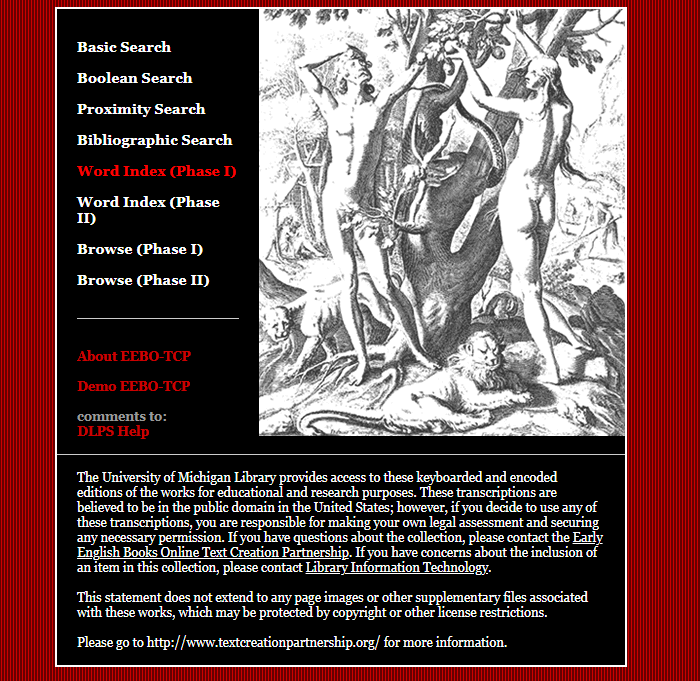 Basic Search
Boolean Search
Proximity Search
Bibliographic Search
Word Index (Phase I)
Word Index (Phase
II)
Browse (Phase I)
Browse (Phase II)
About EEBO-TCP
Demo EEBO-TCP
comments to:
DLPS Help
The University of Michigan Library provides access to these keyboarded and encoded
editions of the works for educational and research purposes. These transcriptions are
believed to be in the public domain in the United States; however, if you decide to use any of
these transcriptions, you are responsible for making your own legal assessment and securing
any necessary permission. If you have questions about the collection, please contact the Early
English Books Online Text Creation Partnership. If you have concerns about the inclusion of
an item in this collection, please contact Library Information Technology.
This statement does not extend to any page images or other supplementary files associated
with these works, which may be protected by copyright or other license restrictions.
Please go to http://www.textcreationpartnership.org/ for more information.